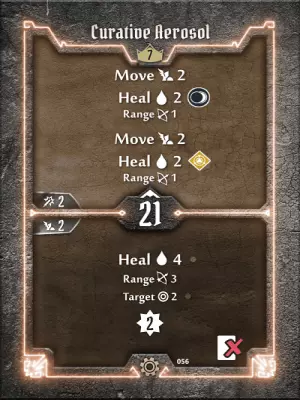 Curative Aerosol
7
Move 2
Heal 2
Range 1
Move 2
Heal 2
Range 1
2
21
2
Heal 4
Range 3
Target 2
2
056